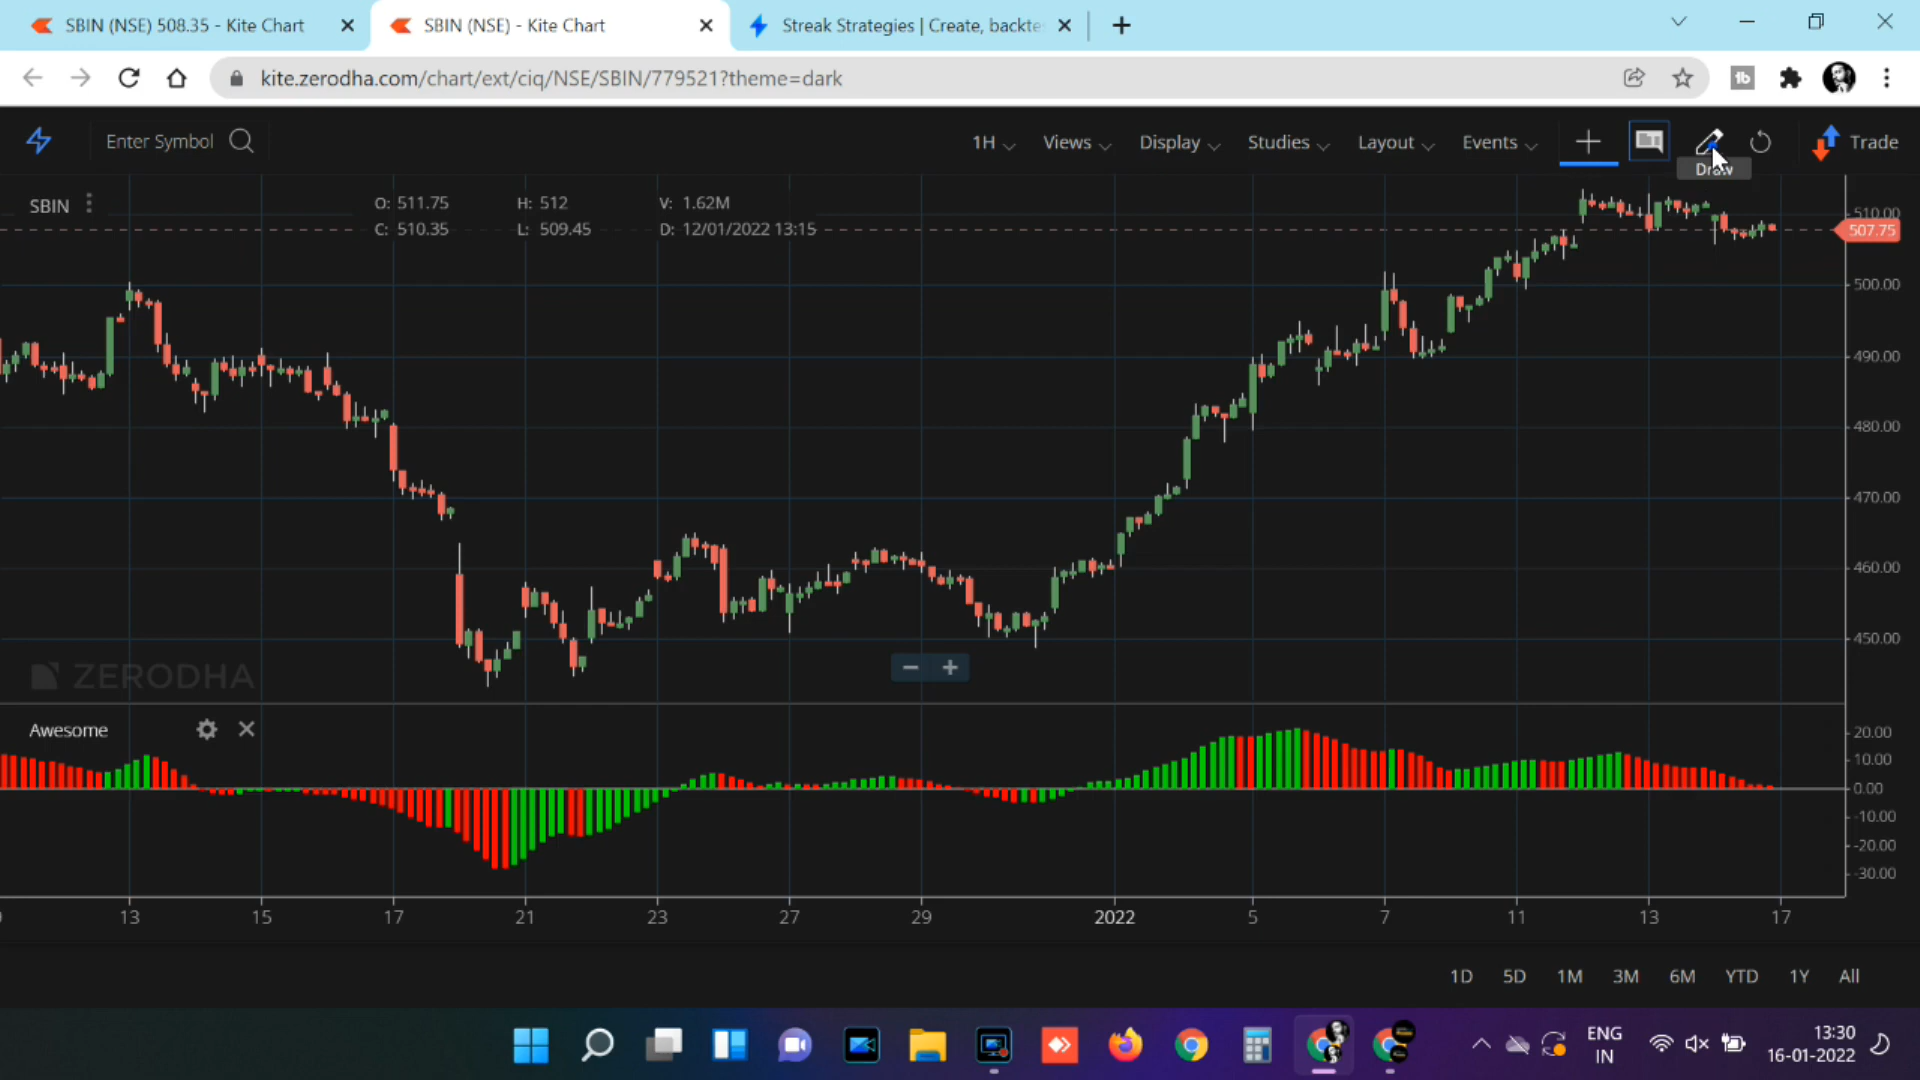 SBIN (NSE) 508.35 - Kite Chart
SBIN (NSE) - Kite Chart
Streak Strategies | Create, backte
kite.zerodha.com/chart/ext/ciq/NSE/SBIN/779521?theme=dark
Enter Symbol
1H
Views
Display
Studies
Layout
Events
Trade
Draw
SBIN
O: 511.75
H: 512
V: 1.62M
C: 510.35
L: 509.45
D: 12/01/2022 13:15
510.00
507.75
500.00
490.00
480.00
470.00
460.00
450.00
ZERODHA
Awesome
20.00
10.00
0.00
-10.00
-20.00
-30.00
13
15
17
21
23
27
29
2022
5
7
11
13
17
1D
5D
1M
3M
6M
YTD
1Y
All
ENG
IN
13:30
16-01-2022